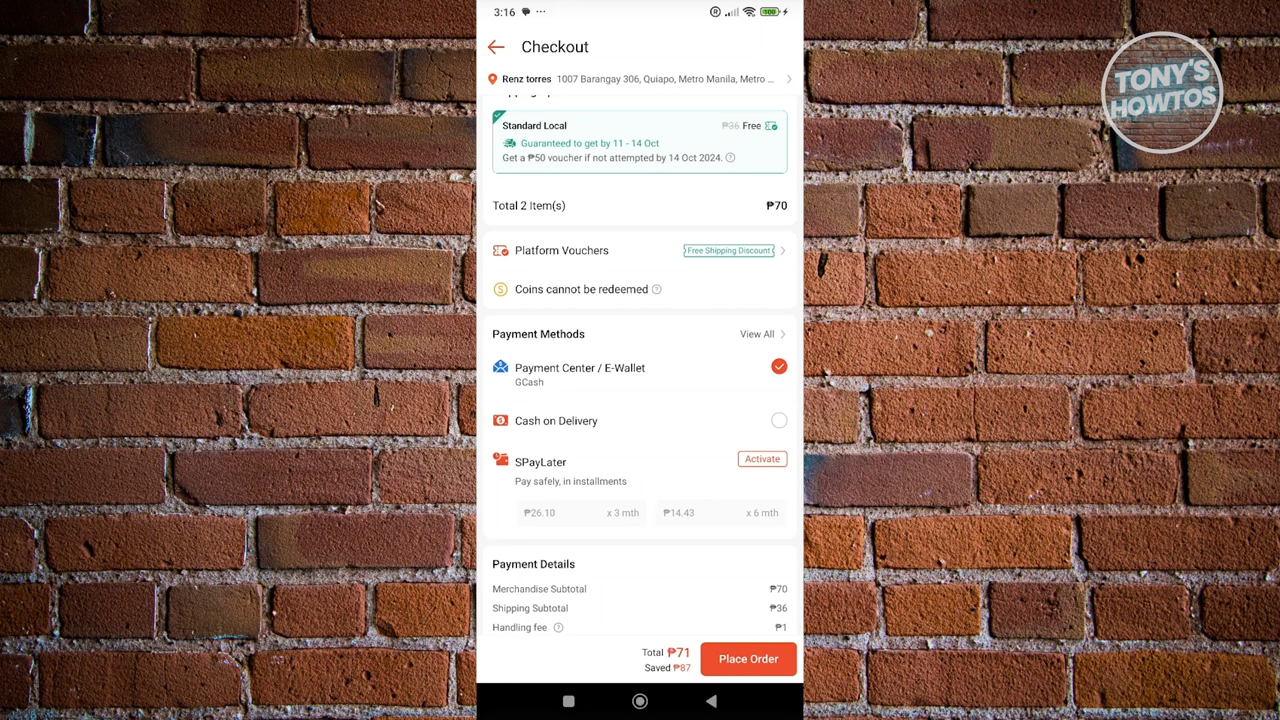 3:16
Checkout
Renz torres 1007 Barangay 306, Quiapo, Metro Manila, Metro ...
Standard Local ₱36 Free
Guaranteed to get by 11 - 14 Oct
Get a ₱50 voucher if not attempted by 14 Oct 2024.
Total 2 Item(s) ₱70
Platform Vouchers Free Shipping Discount
Coins cannot be redeemed
Payment Methods View All
Payment Center / E-Wallet
GCash
Cash on Delivery
SPayLater Activate
Pay safely, in installments
₱26.10 x 3 mth ₱14.43 x 6 mth
Payment Details
Merchandise Subtotal ₱70
Shipping Subtotal ₱36
Handling fee ₱1
Total ₱71
Saved ₱87
Place Order
TONY'S
HOWTOS